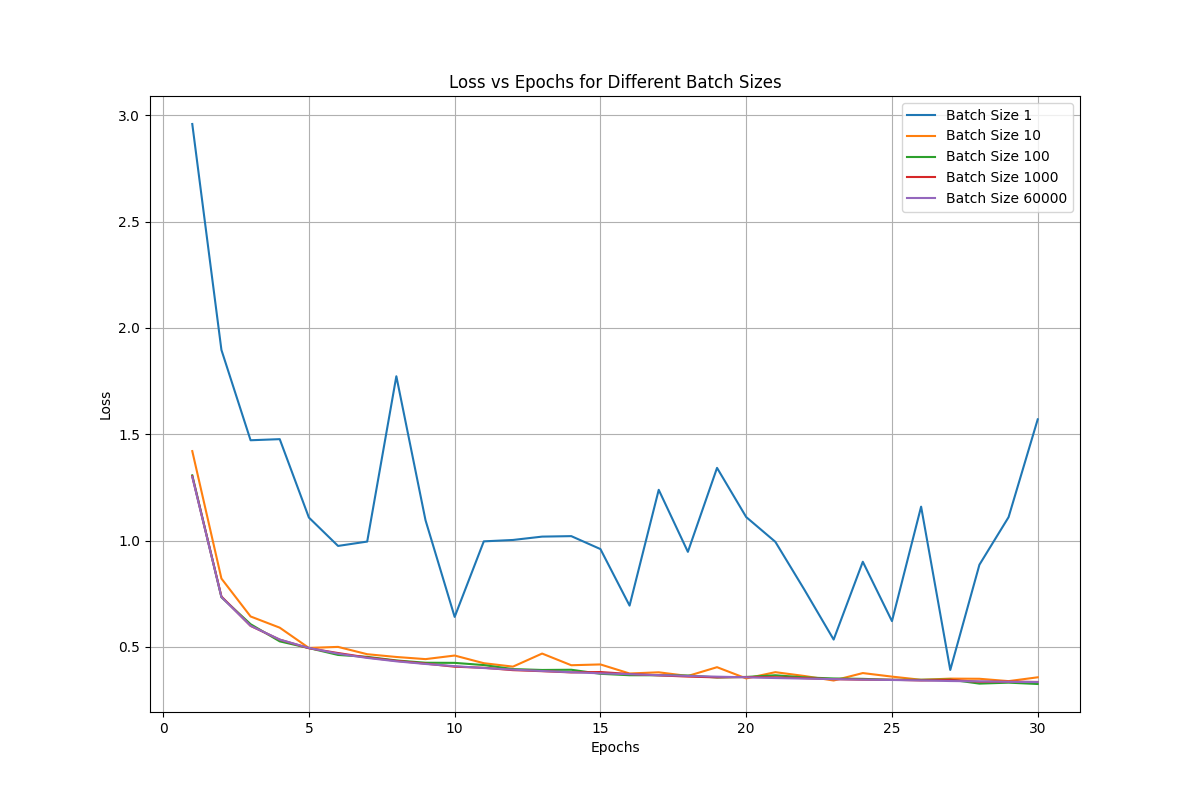 Loss vs Epochs for Different Batch Sizes
3.0
2.5
2.0
1.5
1.0
0.5
Loss
Batch Size 1
Batch Size 10
Batch Size 100
Batch Size 1000
Batch Size 60000
0 5 10 15 20 25 30
Epochs